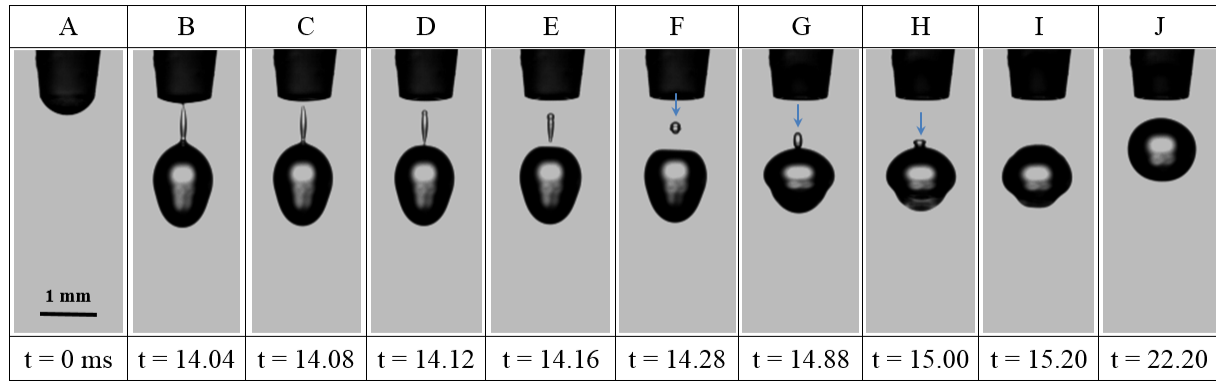 A B C D E F G H I J
1 mm
t = 0 ms t = 14.04 t = 14.08 t = 14.12 t = 14.16 t = 14.28 t = 14.88 t = 15.00 t = 15.20 t = 22.20